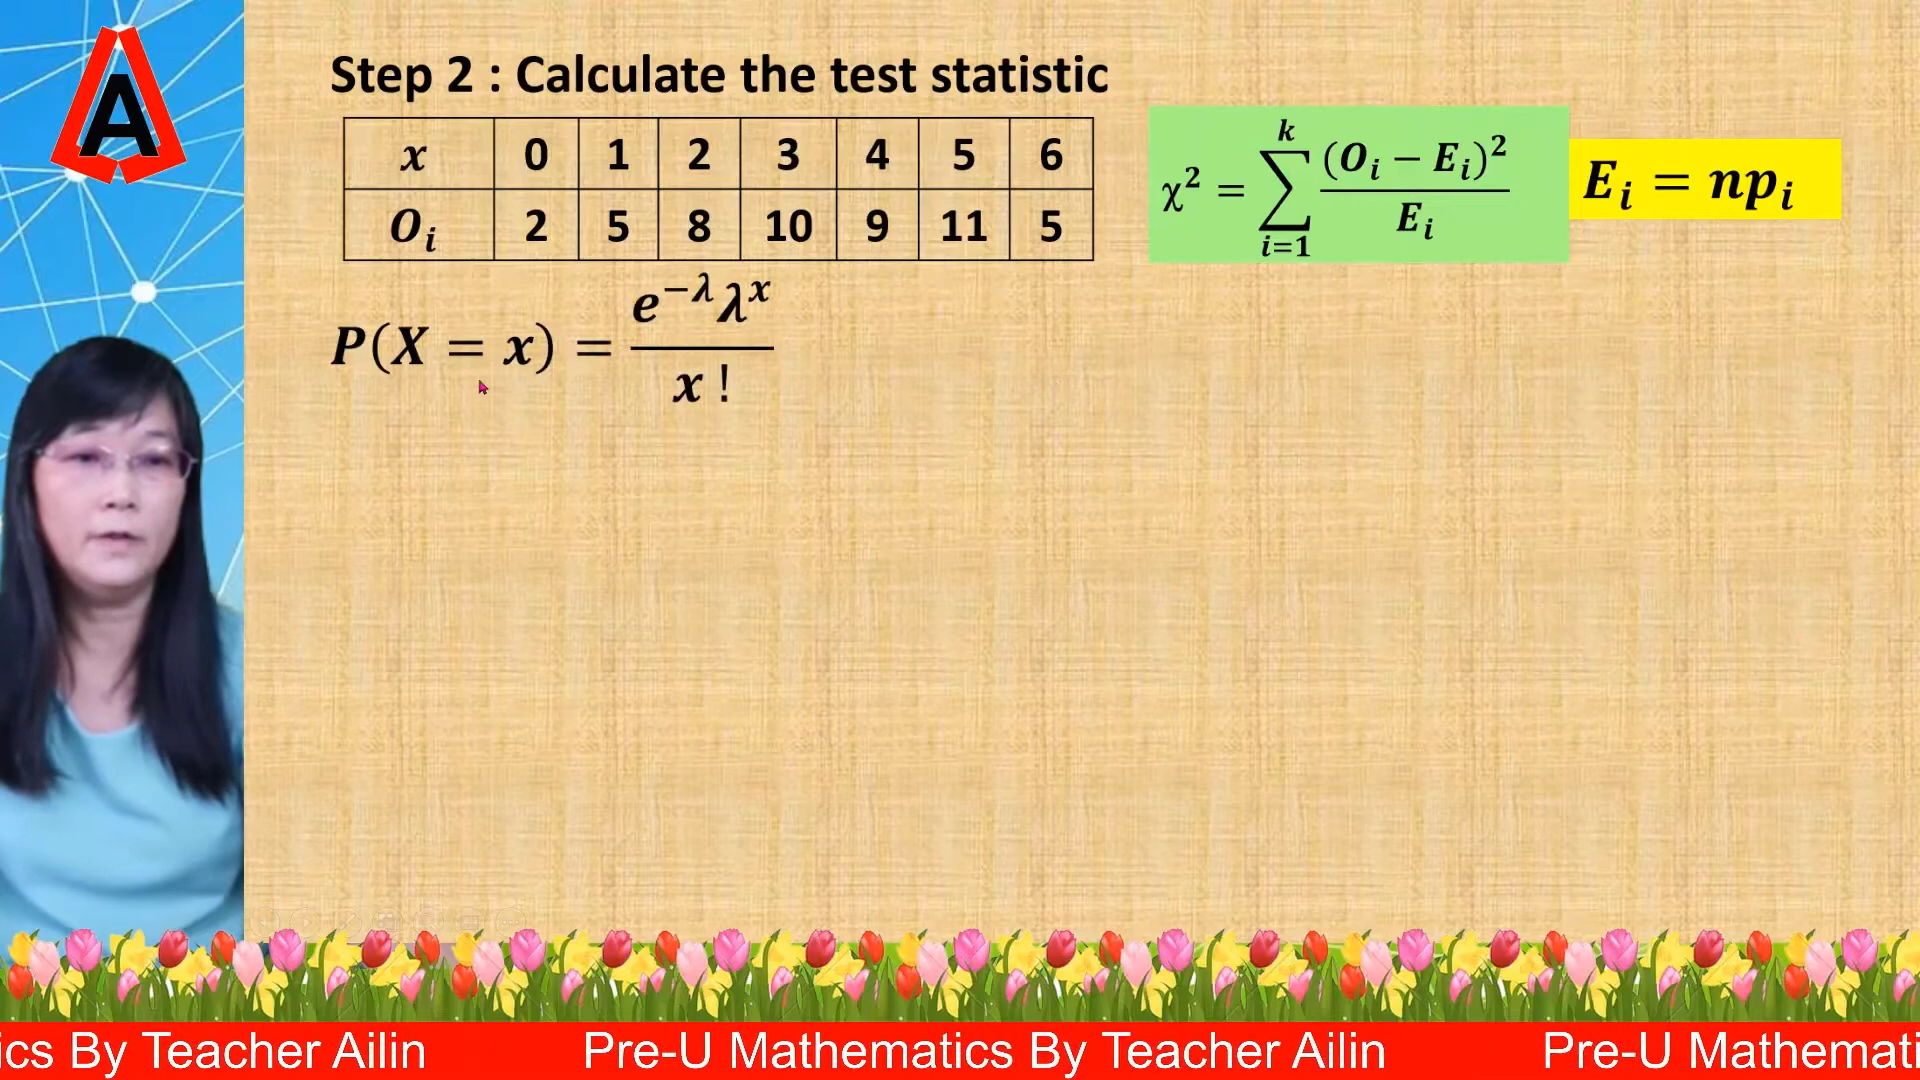 A
Step 2 : Calculate the test statistic
x 0 1 2 3 4 5 6
Oᵢ 2 5 8 10 9 11 5
χ² = ∑ᵢ₌₁ᵏ (Oᵢ − Eᵢ)² / Eᵢ
Eᵢ = npᵢ
P(X = x) = e^−λ λ^x / x !
ics By Teacher Ailin Pre-U Mathematics By Teacher Ailin Pre-U Mathemati